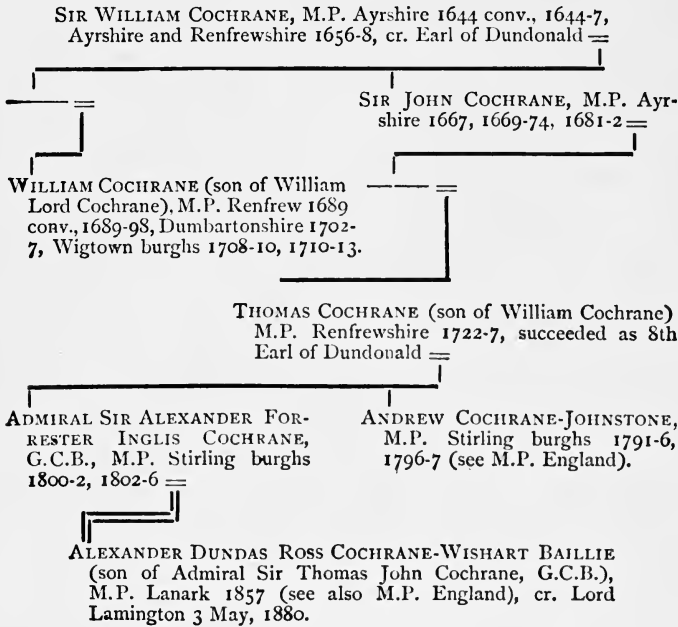 SIR WILLIAM COCHRANE, M.P. Ayrshire 1644 conv., 1644-7,
Ayrshire and Renfrewshire 1656-8, cr. Earl of Dundonald
SIR JOHN COCHRANE, M.P. Ayr-
shire 1667, 1669-74, 1681-2
WILLIAM COCHRANE (son of William
Lord Cochrane), M.P. Renfrew 1689
conv., 1689-98, Dumbartonshire 1702-
7, Wigtown burghs 1708-10, 1710-13.
THOMAS COCHRANE (son of William Cochrane)
M.P. Renfrewshire 1722-7, succeeded as 8th
Earl of Dundonald
ADMIRAL SIR ALEXANDER FOR-
RESTER INGLIS COCHRANE,
G.C.B., M.P. Stirling burghs
1800-2, 1802-6
ANDREW COCHRANE-JOHNSTONE,
M.P. Stirling burghs 1791-6,
1796-7 (see M.P. England).
ALEXANDER DUNDAS ROSS COCHRANE-WISHART BAILLIE
(son of Admiral Sir Thomas John Cochrane, G.C.B.),
M.P. Lanark 1857 (see also M.P. England), cr. Lord
Lamington 3 May, 1880.